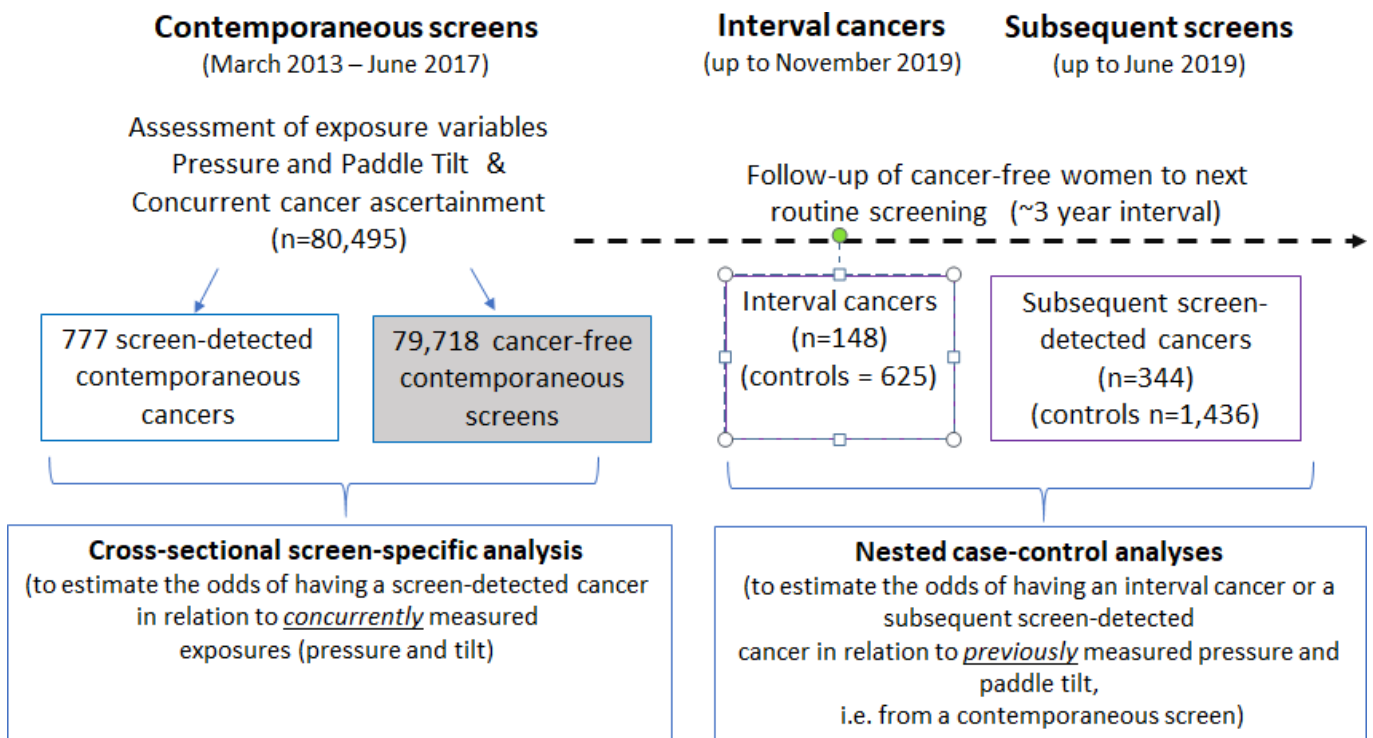 Contemporaneous screens
(March 2013 – June 2017)
Interval cancers
(up to November 2019)
Subsequent screens
(up to June 2019)
Assessment of exposure variables
Pressure and Paddle Tilt &
Concurrent cancer ascertainment
(n=80,495)
Follow-up of cancer-free women to next
routine screening (~3 year interval)
777 screen-detected
contemporaneous
cancers
79,718 cancer-free
contemporaneous
screens
Interval cancers
(n=148)
(controls = 625)
Subsequent screen-
detected cancers
(n=344)
(controls n=1,436)
Cross-sectional screen-specific analysis
(to estimate the odds of having a screen-detected cancer
in relation to concurrently measured
exposures (pressure and tilt)
Nested case-control analyses
(to estimate the odds of having an interval cancer or a
subsequent screen-detected
cancer in relation to previously measured pressure and
paddle tilt,
i.e. from a contemporaneous screen)